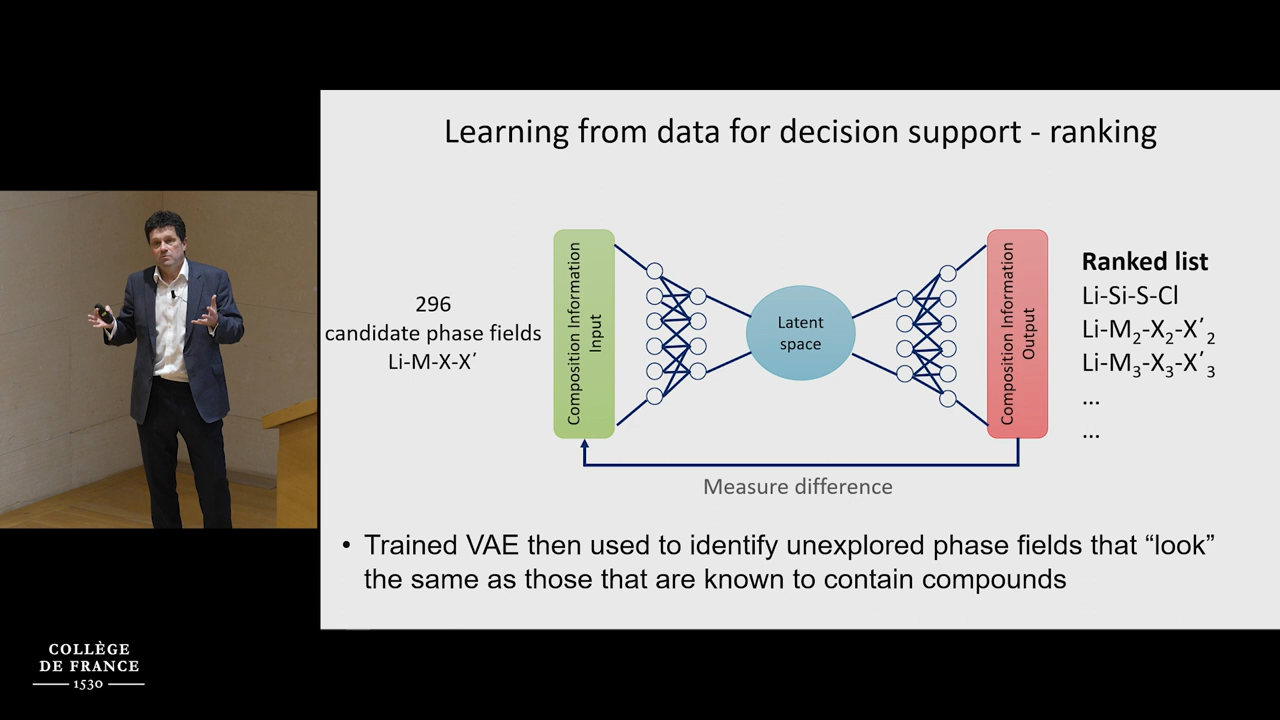 Learning from data for decision support - ranking
296
candidate phase fields
Li-M-X-X′
Composition Information
Input
Latent
space
Composition Information
Output
Measure difference
Ranked list
Li-Si-S-Cl
Li-M₂-X₂-X′₂
Li-M₃-X₃-X′₃
...
...
• Trained VAE then used to identify unexplored phase fields that “look”
the same as those that are known to contain compounds
COLLÈGE
DE FRANCE
1530